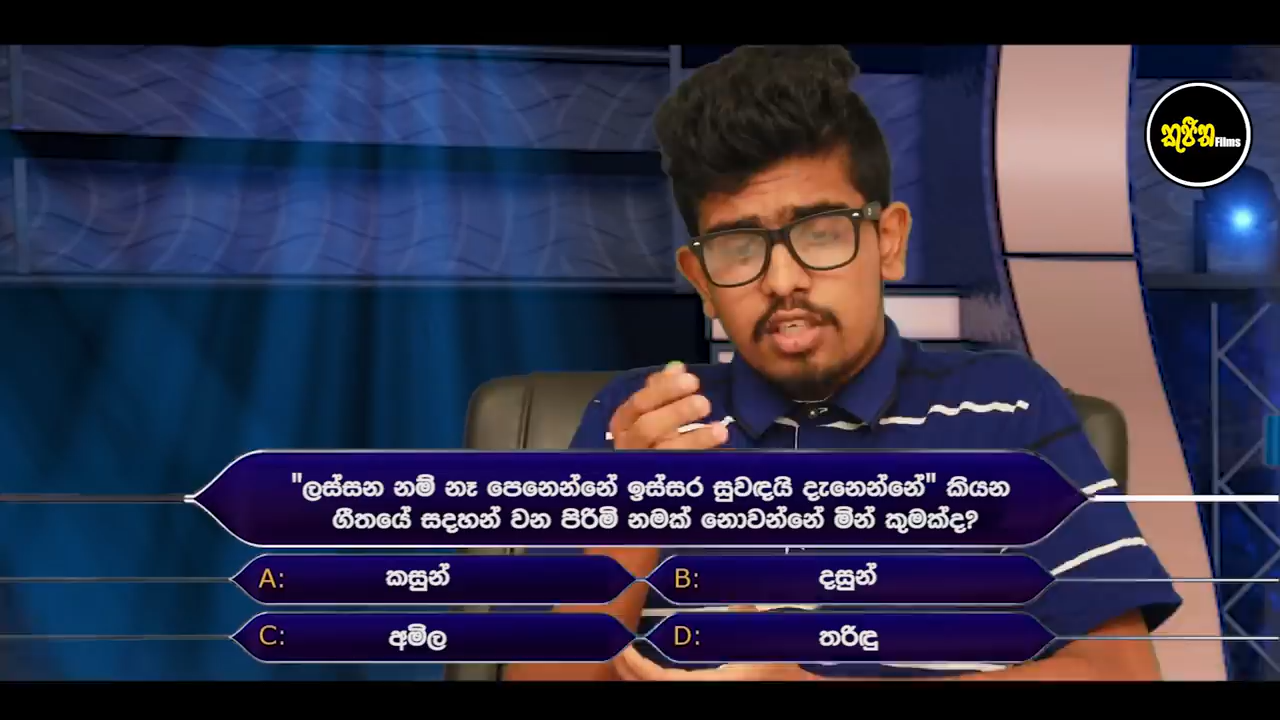 කුජීත
Films
"ලස්සන නම් නෑ පෙනෙන්නේ ඉස්සර සුවඳයි දැනෙන්නේ" කියන
ගීතයේ සදහන් වන පිරිමි නමක් නොවන්නේ මින් කුමක්ද?
A: කසුන්
B: දසුන්
C: අමිල
D: තරිඳු